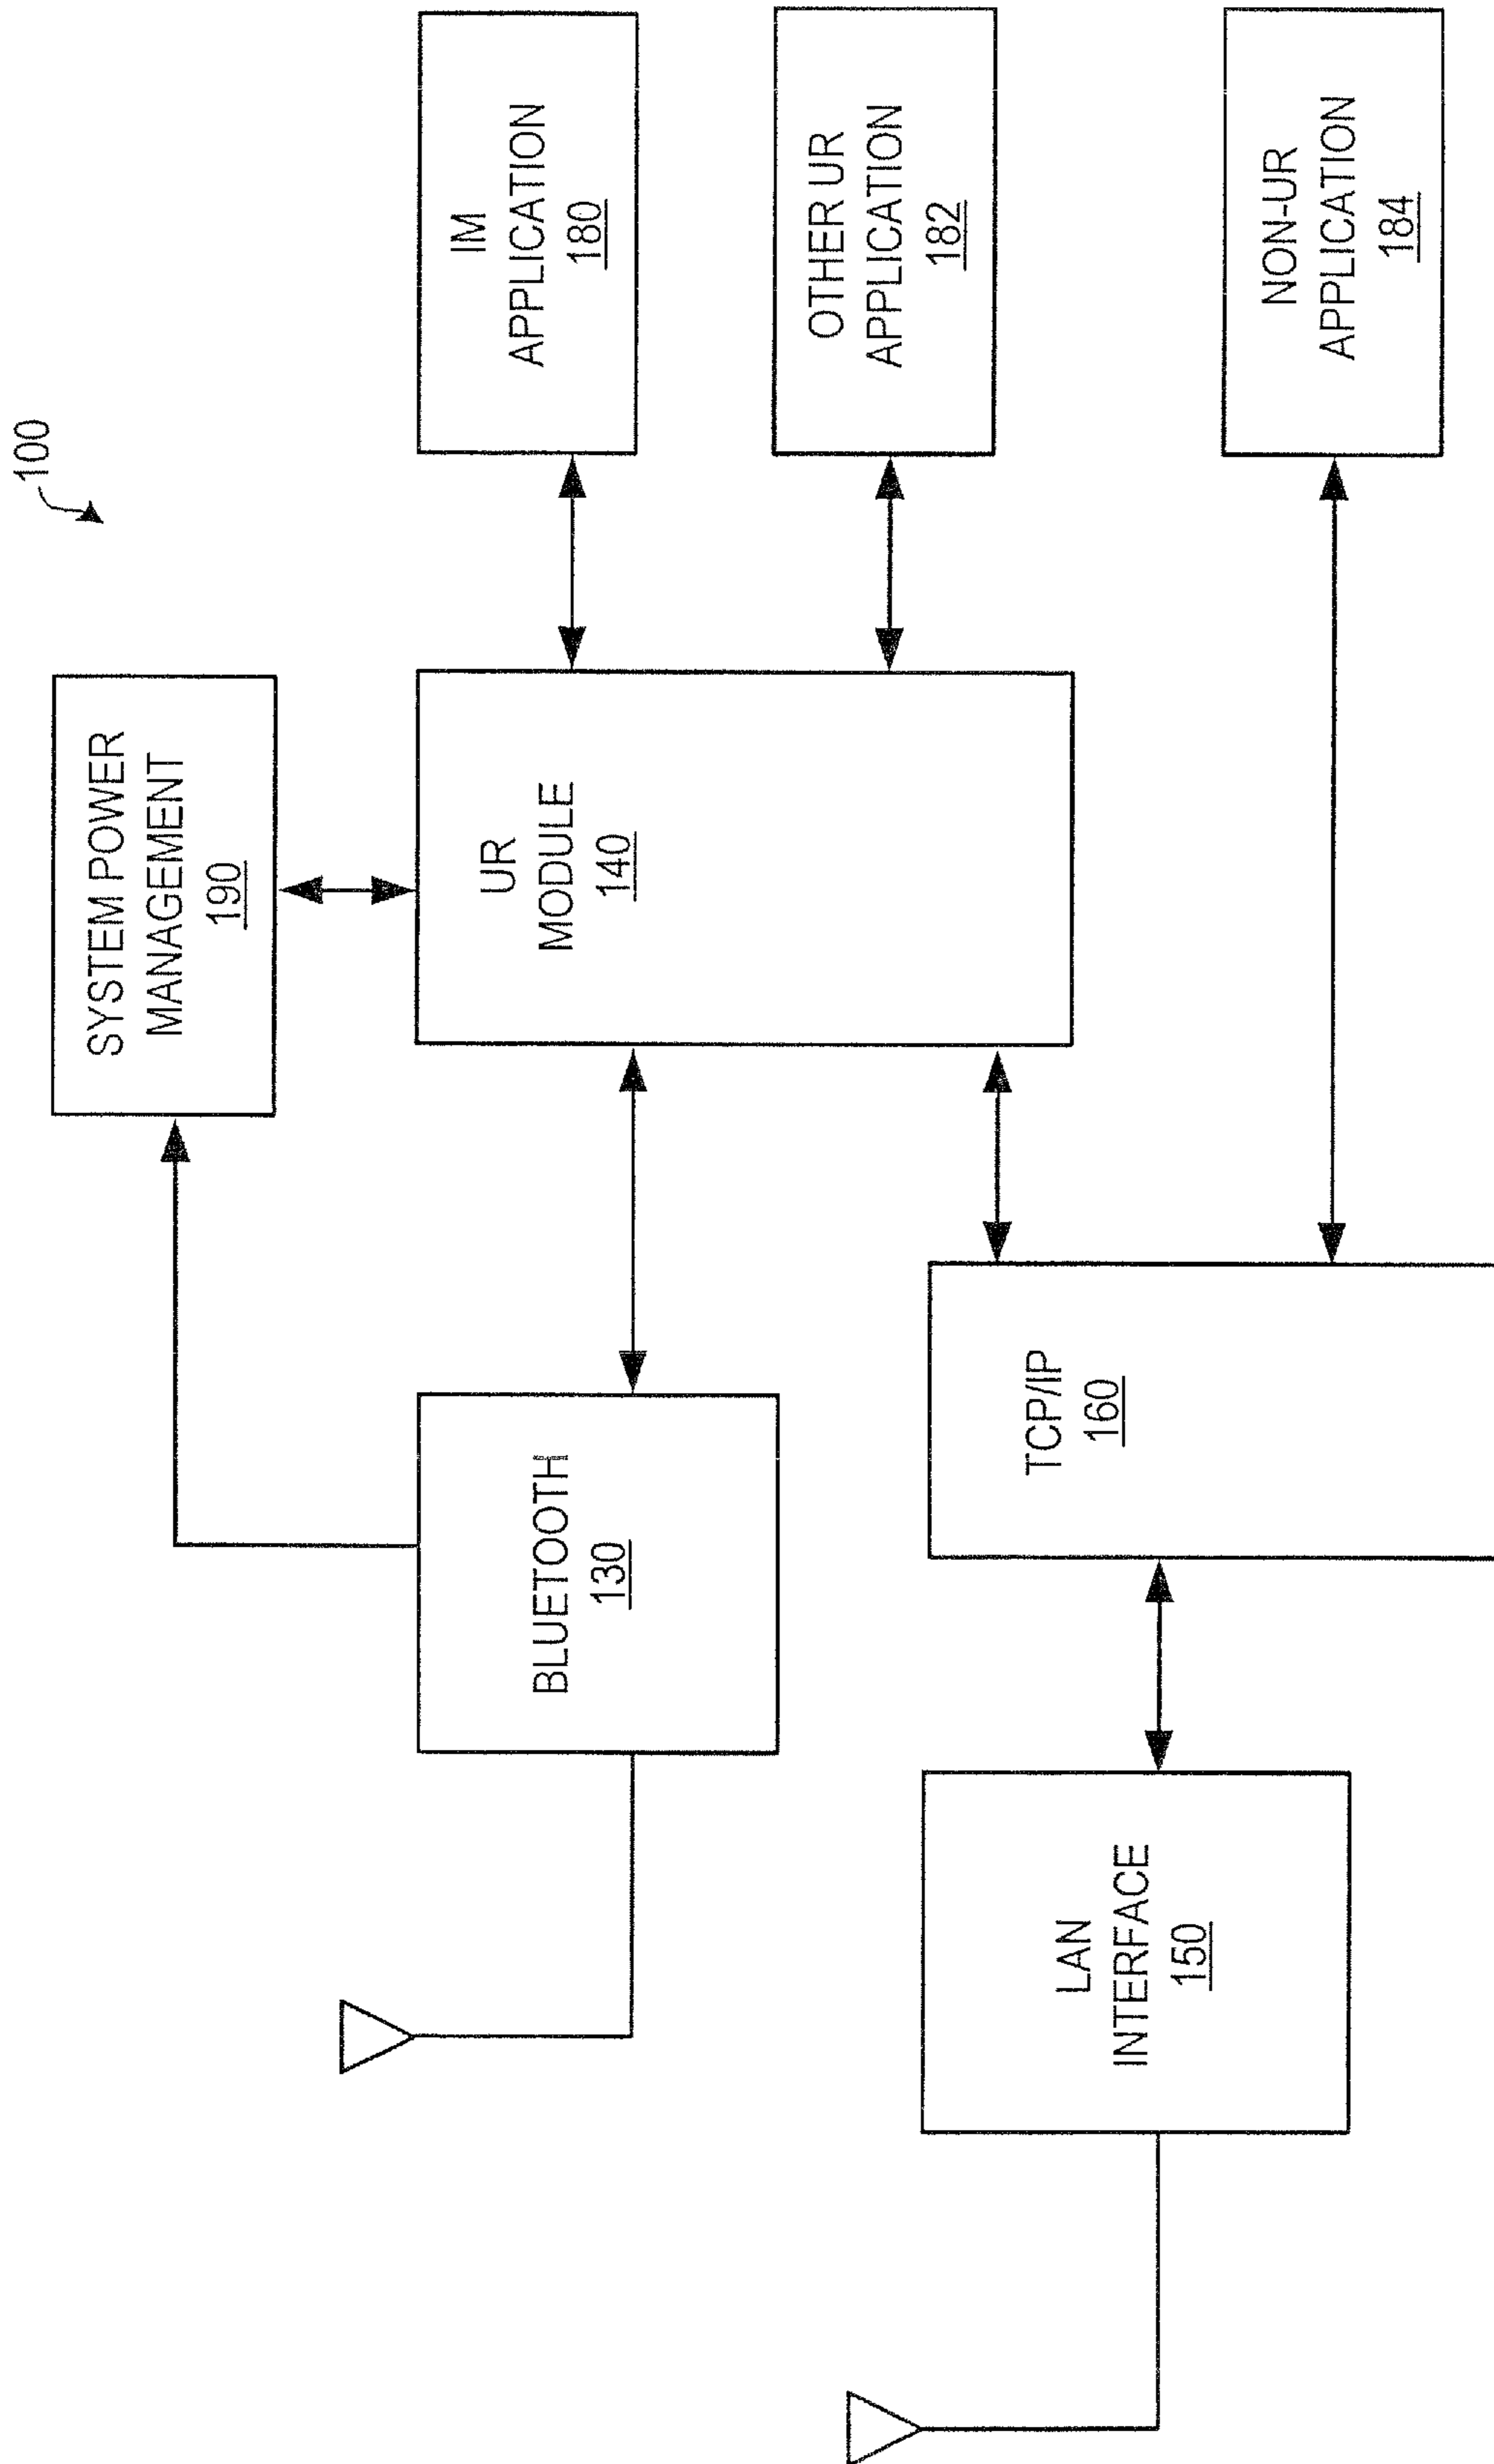 100
SYSTEM POWER
MANAGEMENT
190
BLUETOOTH
130
UR
MODULE
140
IM
APPLICATION
180
OTHER UR
APPLICATION
182
LAN
INTERFACE
150
TCP/IP
160
NON-UR
APPLICATION
184